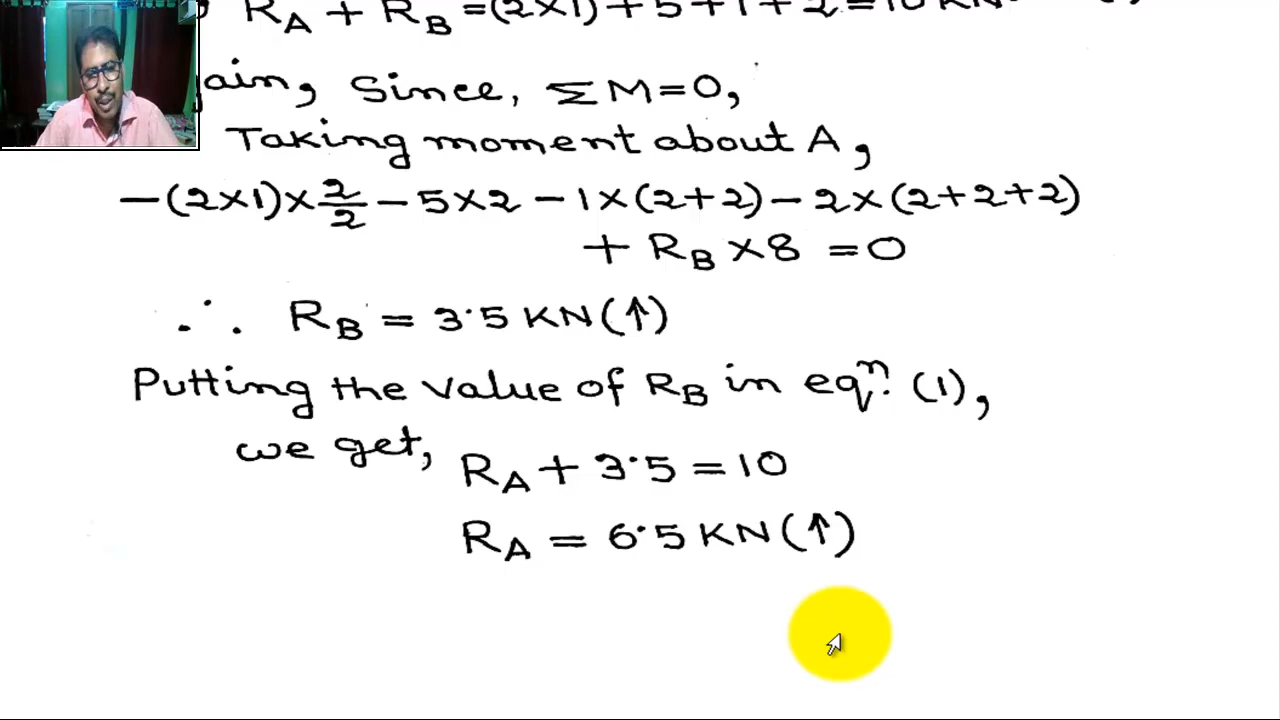 RA + RB = (2×1) + 5 + 1 + 2 = 10 KN
gain, Since, ΣM=0,
Taking moment about A,
−(2×1)×2/2 − 5×2 − 1×(2+2) − 2×(2+2+2)
+ RB×8 = 0
∴ RB = 3.5 KN(↑)
Putting the value of RB in eqn. (1),
we get,
RA + 3.5 = 10
RA = 6.5 KN(↑)